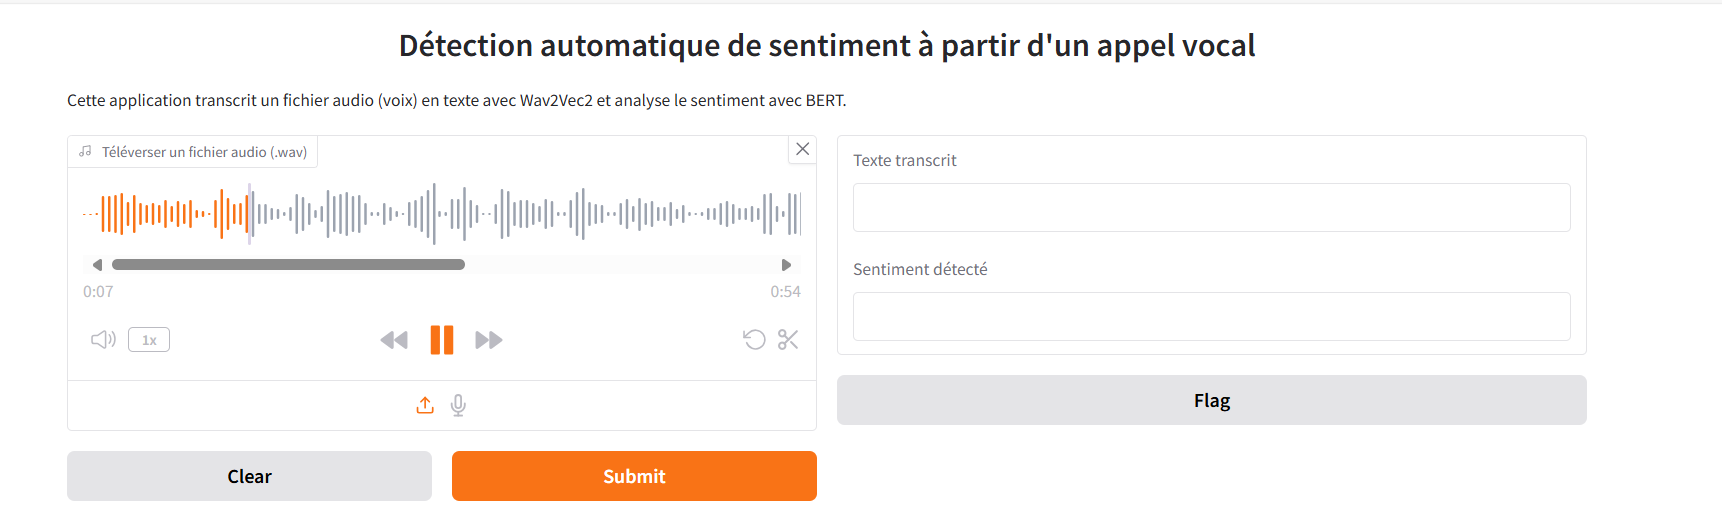 Détection automatique de sentiment à partir d'un appel vocal
Cette application transcrit un fichier audio (voix) en texte avec Wav2Vec2 et analyse le sentiment avec BERT.
Téléverser un fichier audio (.wav)
0:07
0:54
1x
Clear
Submit
Texte transcrit
Sentiment détecté
Flag